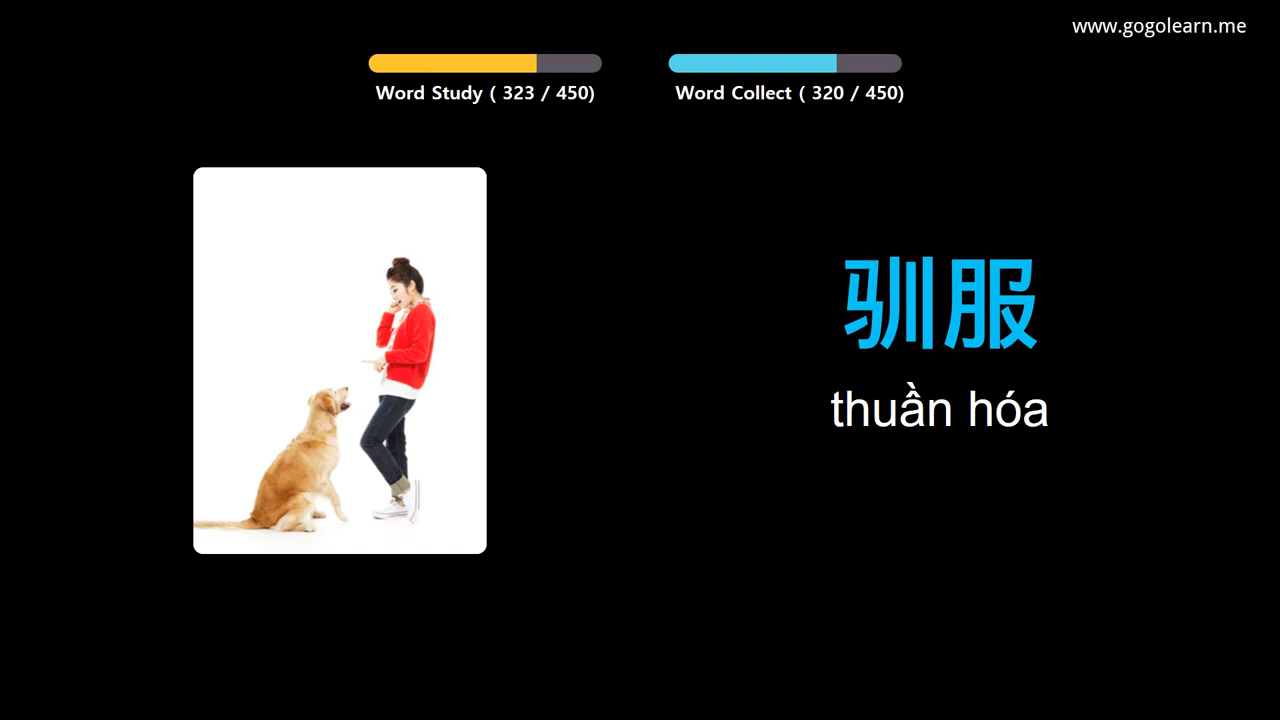 www.gogolearn.me
Word Study ( 323 / 450)
Word Collect ( 320 / 450)
驯服
thuần hóa